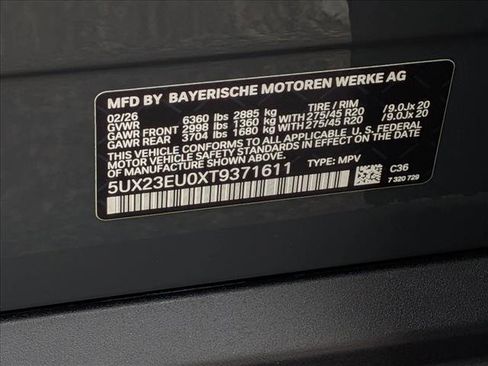 MFD BY BAYERISCHE MOTOREN WERKE AG
02/26 TIRE / RIM
GVWR 6360 lbs 2885 kg
GAWR FRONT 2998 lbs 1360 kg WITH 275/45 R20 /9.0Jx 20
GAWR REAR 3704 lbs 1680 kg WITH 275/45 R20 /9.0Jx 20
THIS VEHICLE CONFORMS TO ALL APPLICABLE FEDERAL
MOTOR VEHICLE SAFETY STANDARDS IN EFFECT ON THE
DATE OF MANUFACTURE SHOWN ABOVE.
5UX23EU0XT9371611 TYPE: MPV
C36
7 320 729